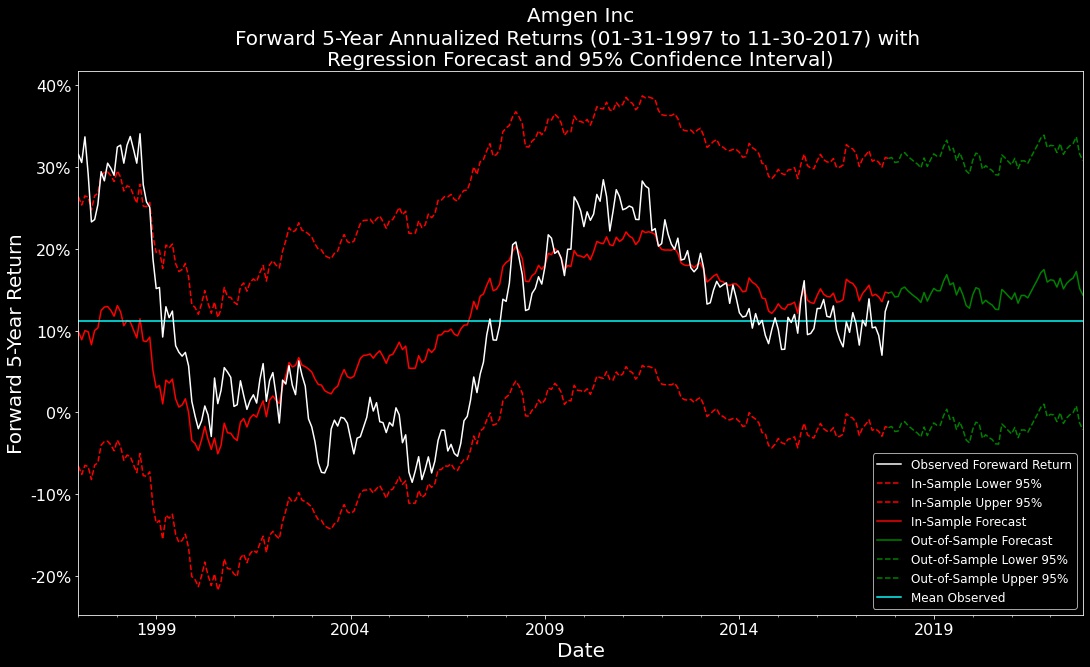 Amgen Inc
Forward 5-Year Annualized Returns (01-31-1997 to 11-30-2017) with
Regression Forecast and 95% Confidence Interval)
Forward 5-Year Return
40%
30%
20%
10%
0%
-10%
-20%
Observed Foreward Return
In-Sample Lower 95%
In-Sample Upper 95%
In-Sample Forecast
Out-of-Sample Forecast
Out-of-Sample Lower 95%
Out-of-Sample Upper 95%
Mean Observed
1999
2004
2009
2014
2019
Date